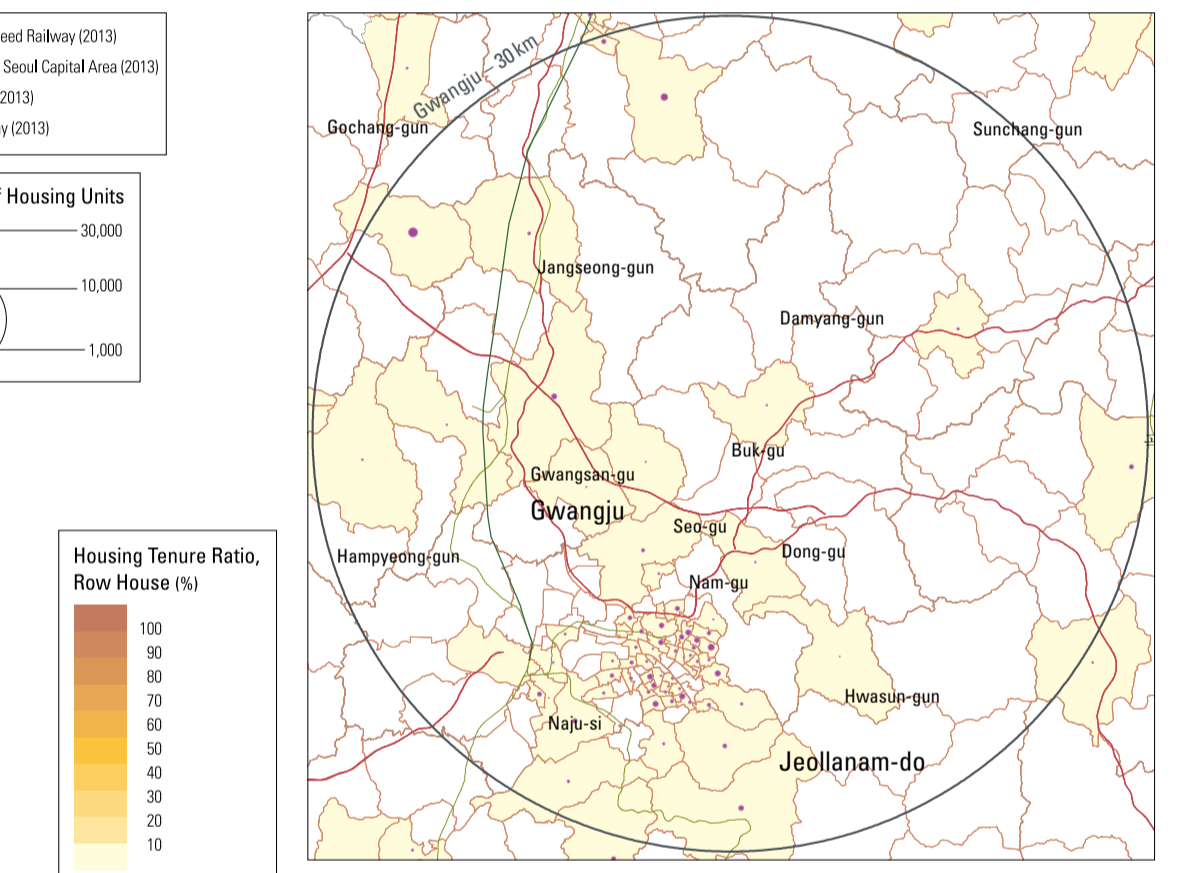 eed Railway (2013)
Seoul Capital Area (2013)
2013)
y (2013)
Housing Units
30,000
10,000
1,000
Housing Tenure Ratio,
Row House (%)
100
90
80
70
60
50
40
30
20
10
Gwangju – 30 km
Gochang-gun
Sunchang-gun
Jangseong-gun
Damyang-gun
Buk-gu
Gwangsan-gu
Gwangju
Seo-gu
Hampyeong-gun
Dong-gu
Nam-gu
Hwasun-gun
Naju-si
Jeollanam-do